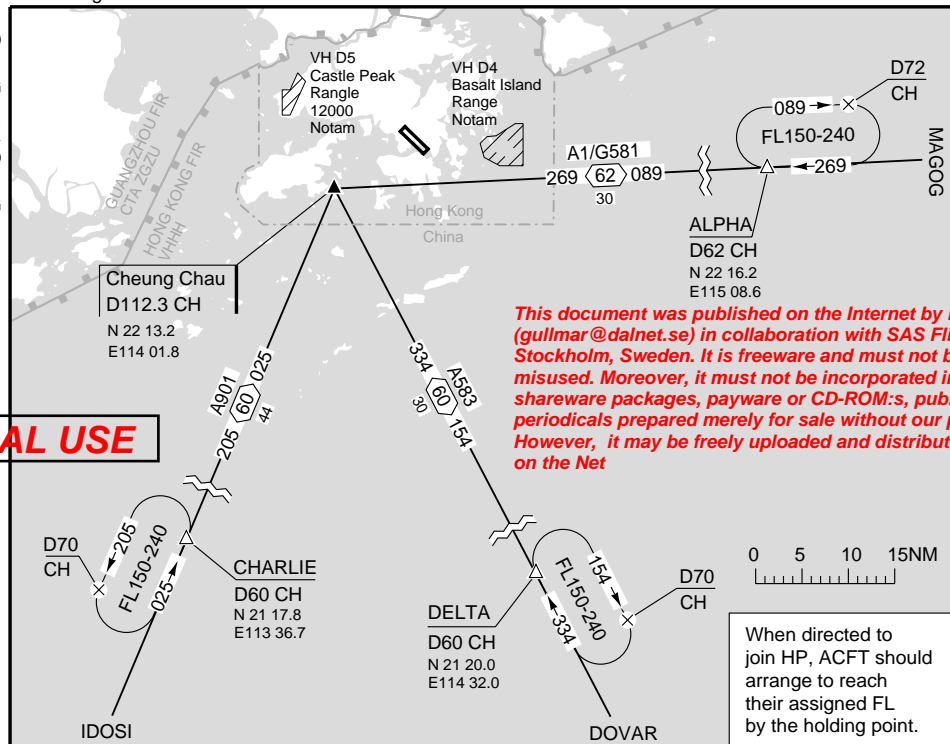 VH D5
Castle Peak
Rangle
12000
Notam
VH D4
Basalt Island
Range
Notam
D72
CH
089
FL150-240
269
MAGOG
A1/G581
269 62 089
30
GUANGZHOU FIR
CTA ZGZU
HONG KONG FIR
VHHH
Hong Kong
China
ALPHA
D62 CH
N 22 16.2
E115 08.6
Cheung Chau
D112.3 CH
N 22 13.2
E114 01.8
This document was published on the Internet by
(gullmar@dalnet.se) in collaboration with SAS
Stockholm, Sweden. It is freeware and must not
misused. Moreover, it must not be incorporated
shareware packages, payware or CD-ROM:s,
periodicals prepared merely for sale without our
However, it may be freely uploaded and
on the Net
A901
205 60 025
44
A583
334 60 154
30
AL USE
D70
CH
205
FL150-240
025
CHARLIE
D60 CH
N 21 17.8
E113 36.7
IDOSI
DELTA
D60 CH
N 21 20.0
E114 32.0
154
FL150-240
334
D70
CH
DOVAR
0 5 10 15NM
When directed to
join HP, ACFT should
arrange to reach
their assigned FL
by the holding point.